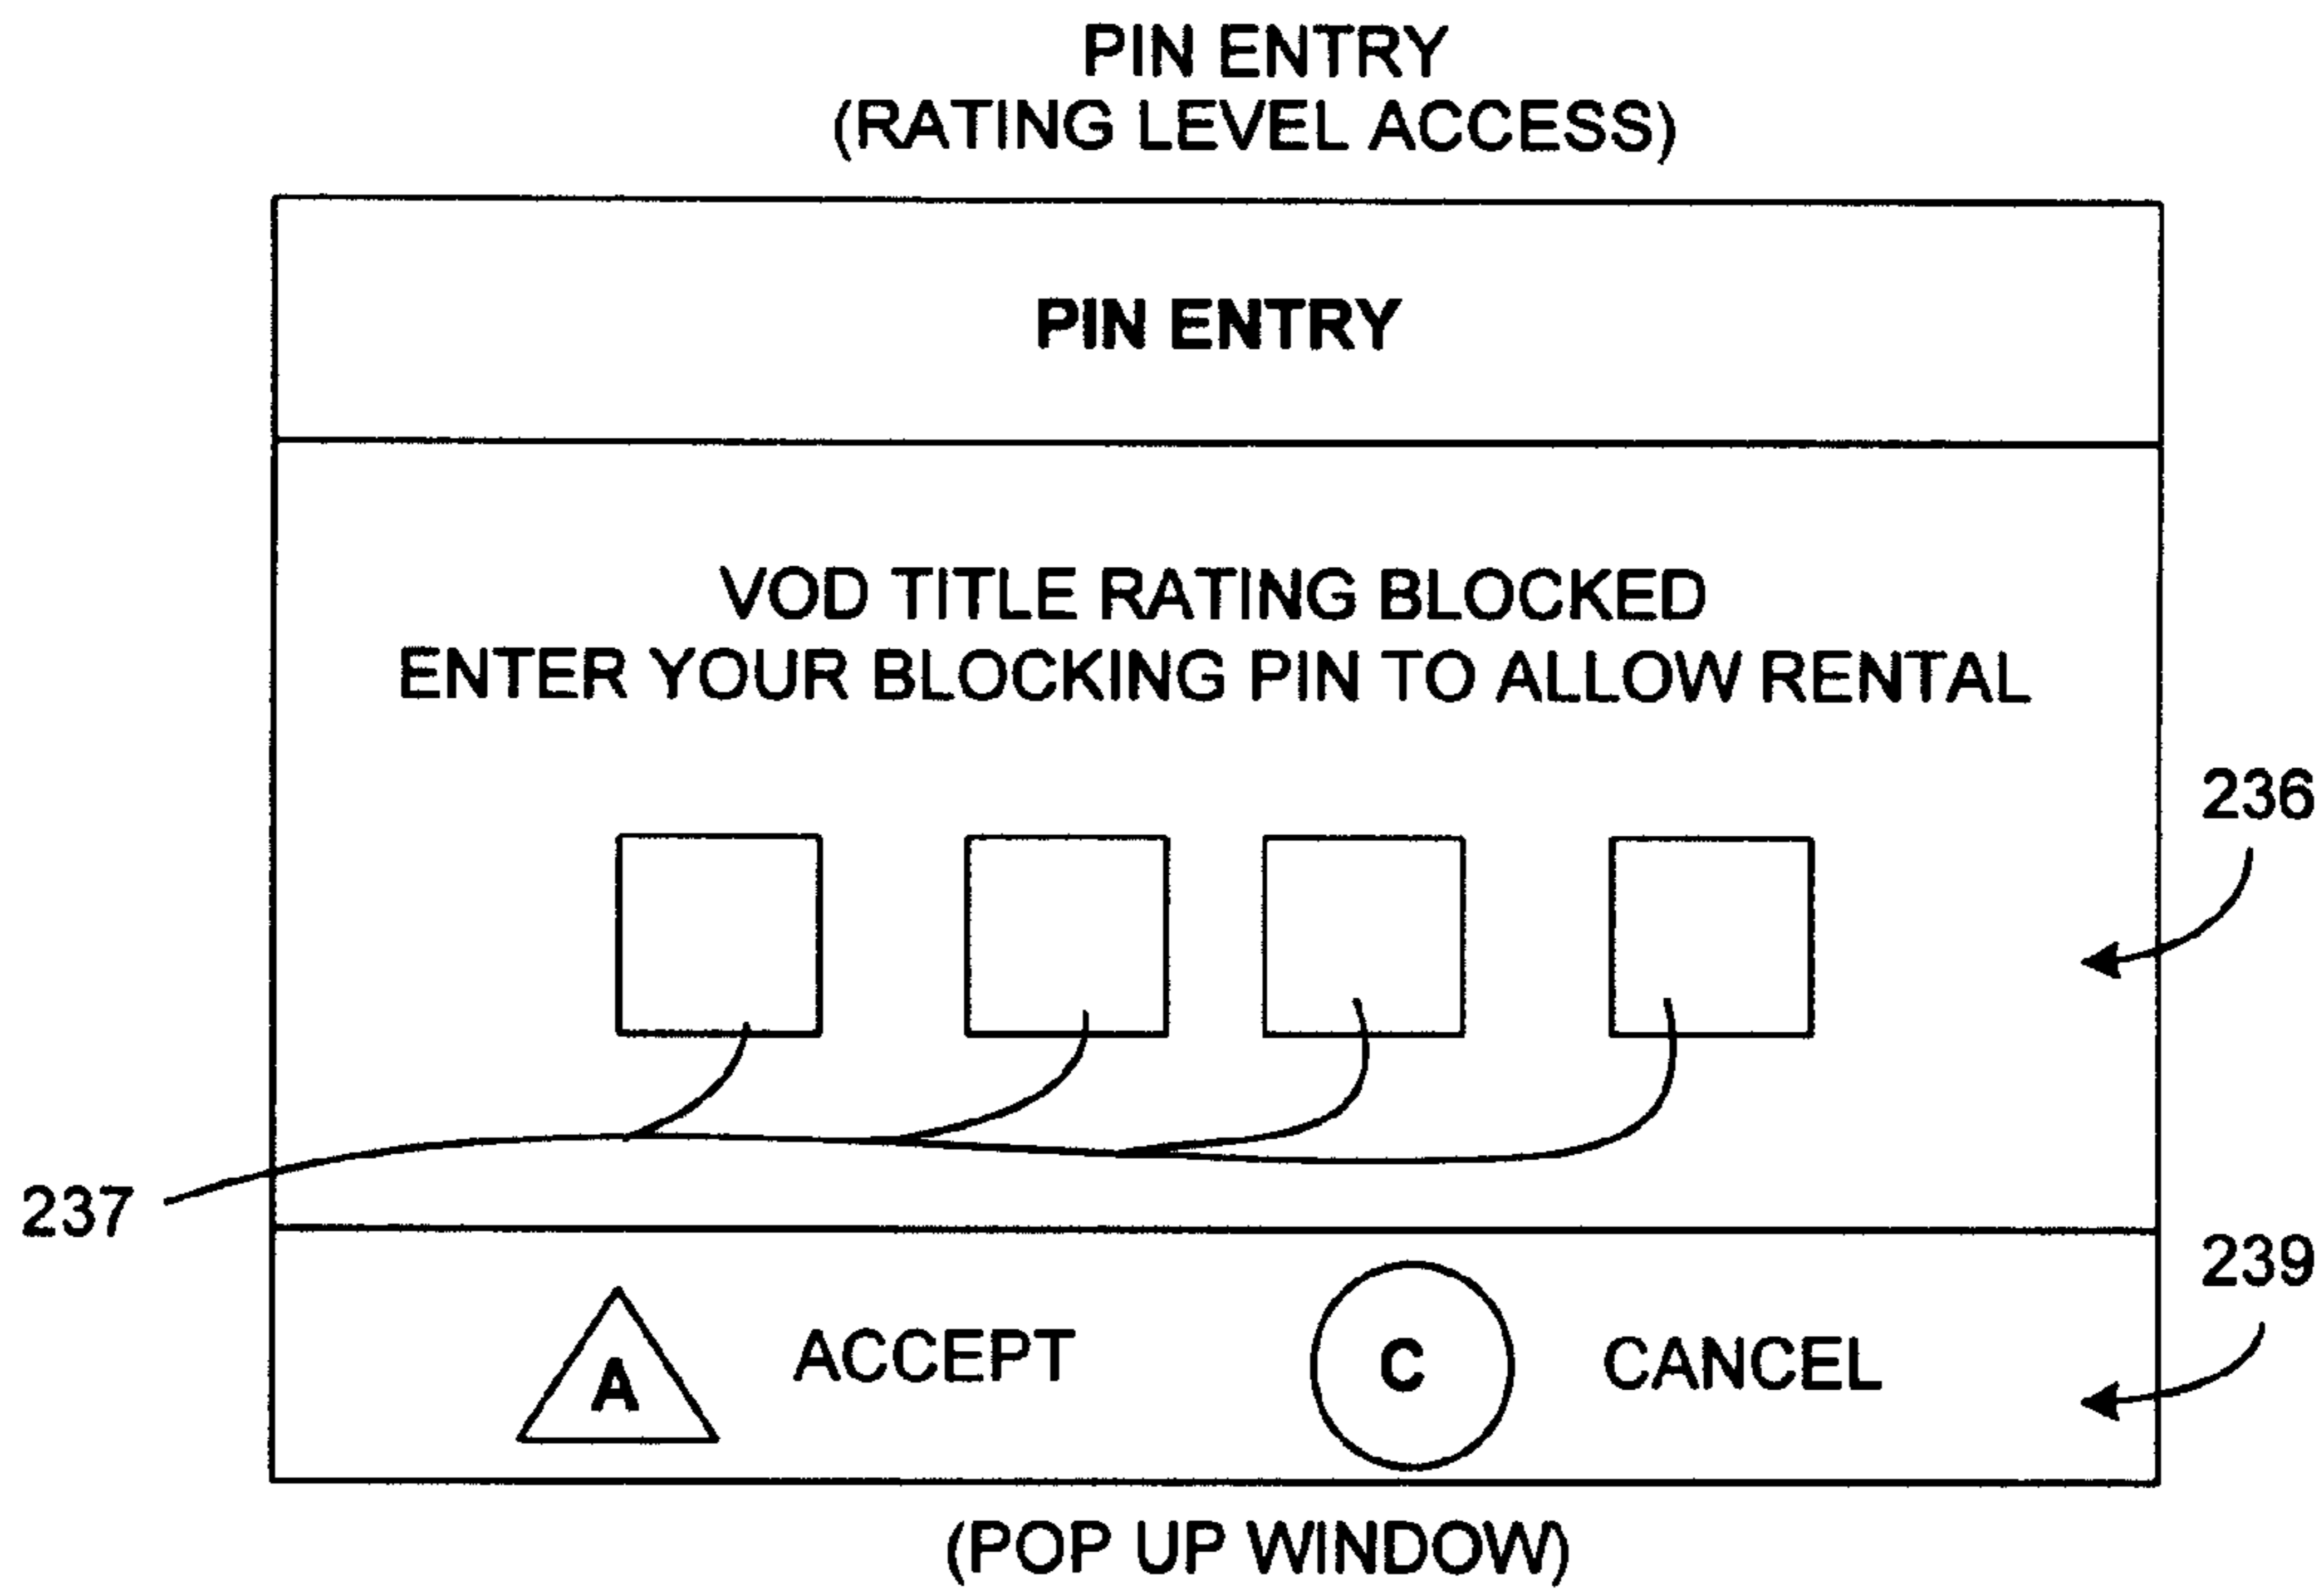 PIN ENTRY
(RATING LEVEL ACCESS)
PIN ENTRY
VOD TITLE RATING BLOCKED
ENTER YOUR BLOCKING PIN TO ALLOW RENTAL
236
237
239
A ACCEPT C CANCEL
(POP UP WINDOW)